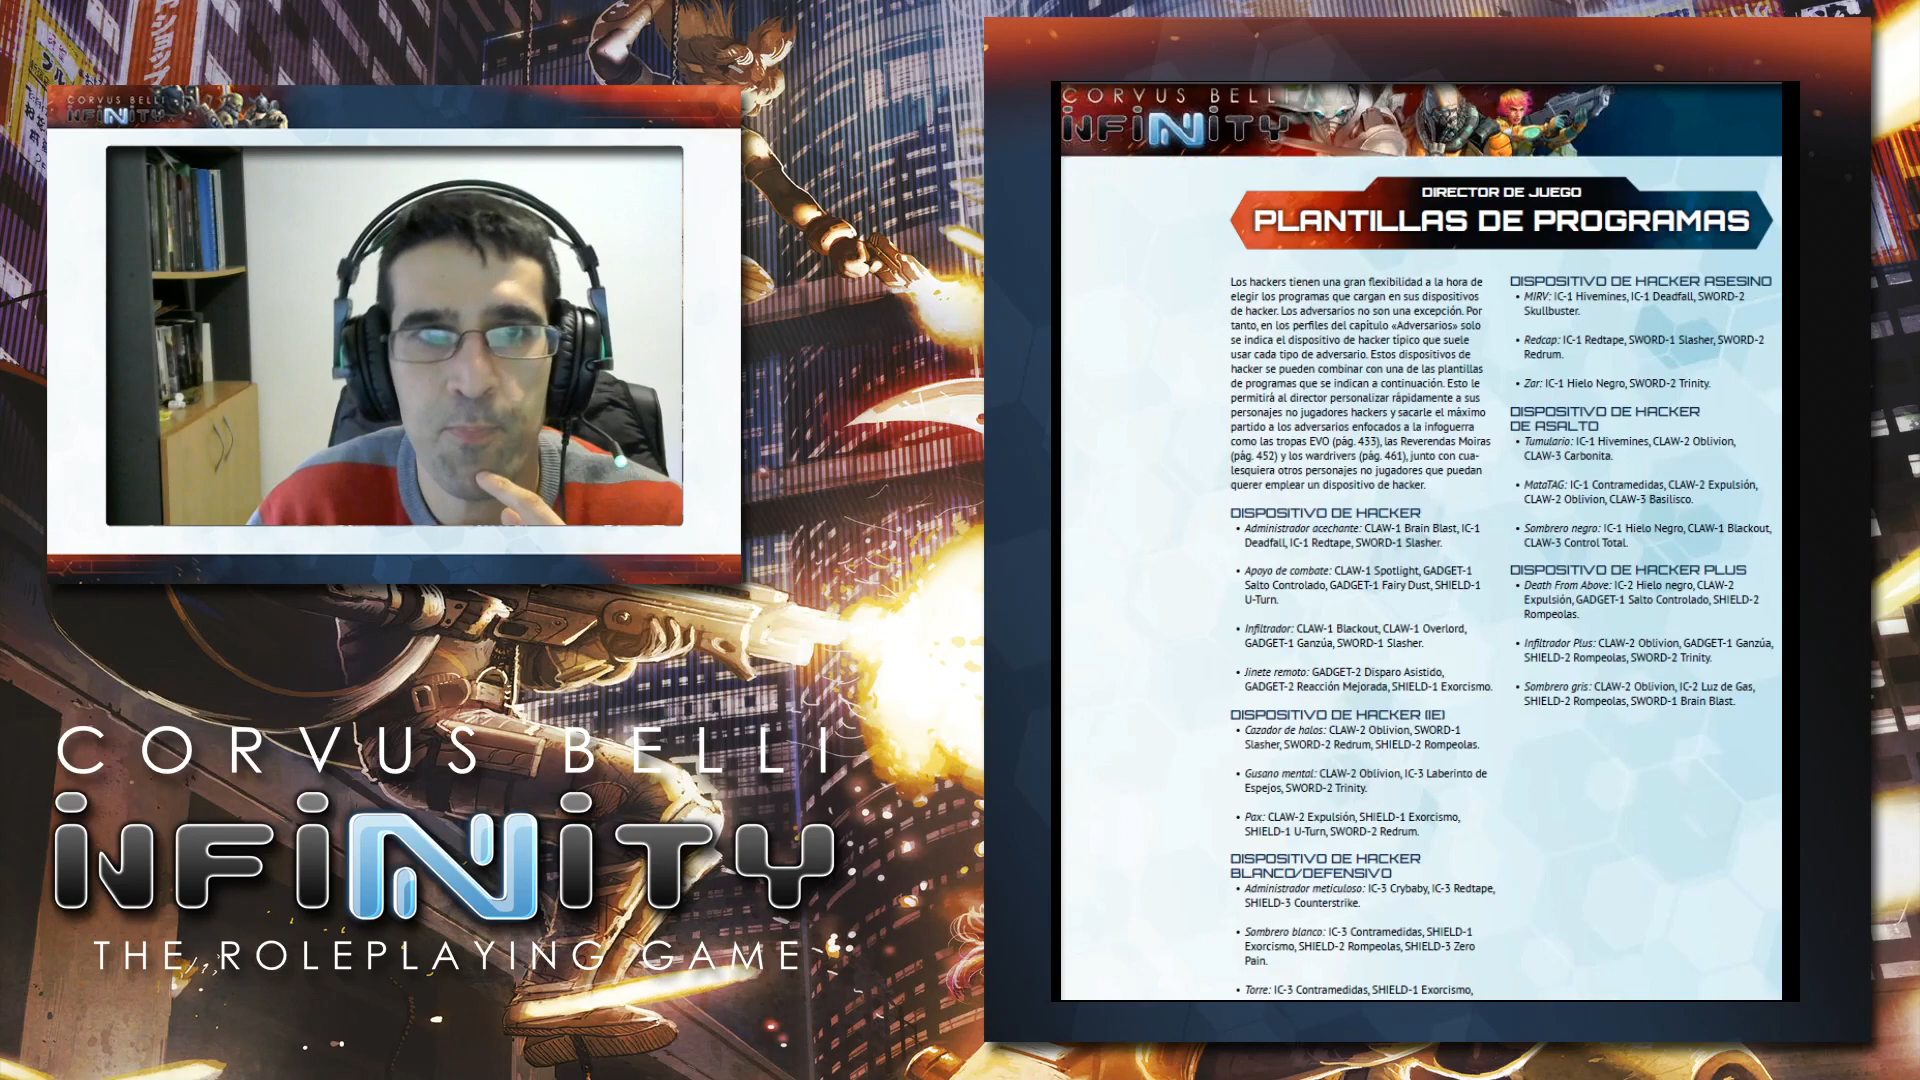 CORVUS BELLI
INFINITY
CORVUS BELLI
INFINITY
THE ROLEPLAYING GAME
CORVUS BELLI
INFINITY
DIRECTOR DE JUEGO
PLANTILLAS DE PROGRAMAS
Los hackers tienen una gran flexibilidad a la hora de
elegir los programas que cargan en sus dispositivos
de hacker. Los adversarios no son una excepción. Por
tanto, en los perfiles del capítulo «Adversarios» solo
se indica el dispositivo de hacker típico que suele
usar cada tipo de adversario. Estos dispositivos de
hacker se pueden combinar con una de las plantillas
de programas que se indican a continuación. Esto le
permitirá al director personalizar rápidamente a sus
personajes no jugadores hackers y sacarle el máximo
partido a los adversarios enfocados a la infoguerra
como las tropas EVO (pág. 433), las Reverendas Moiras
(pág. 452) y los wardrivers (pág. 461), junto con cua-
lesquiera otros personajes no jugadores que puedan
querer emplear un dispositivo de hacker.
DISPOSITIVO DE HACKER
• Administrador acechante: CLAW-1 Brain Blast, IC-1
Deadfall, IC-1 Redtape, SWORD-1 Slasher.
• Apoyo de combate: CLAW-1 Spotlight, GADGET-1
Salto Controlado, GADGET-1 Fairy Dust, SHIELD-1
U-Turn.
• Infiltrador: CLAW-1 Blackout, CLAW-1 Overlord,
GADGET-1 Ganzúa, SWORD-1 Slasher.
• Jinete remoto: GADGET-2 Disparo Asistido,
GADGET-2 Reacción Mejorada, SHIELD-1 Exorcismo.
DISPOSITIVO DE HACKER (IE)
• Cazador de halos: CLAW-2 Oblivion, SWORD-1
Slasher, SWORD-2 Redrum, SHIELD-2 Rompeolas.
• Gusano mental: CLAW-2 Oblivion, IC-3 Laberinto de
Espejos, SWORD-2 Trinity.
• Pax: CLAW-2 Expulsión, SHIELD-1 Exorcismo,
SHIELD-1 U-Turn, SWORD-2 Redrum.
DISPOSITIVO DE HACKER
BLANCO/DEFENSIVO
• Administrador meticuloso: IC-3 Crybaby, IC-3 Redtape,
SHIELD-3 Counterstrike.
• Sombrero blanco: IC-3 Contramedidas, SHIELD-1
Exorcismo, SHIELD-2 Rompeolas, SHIELD-3 Zero
Pain.
• Torre: IC-3 Contramedidas, SHIELD-1 Exorcismo,
DISPOSITIVO DE HACKER ASESINO
• MIRV: IC-1 Hivemines, IC-1 Deadfall, SWORD-2
Skullbuster.
• Redcap: IC-1 Redtape, SWORD-1 Slasher, SWORD-2
Redrum.
• Zar: IC-1 Hielo Negro, SWORD-2 Trinity.
DISPOSITIVO DE HACKER
DE ASALTO
• Tumulario: IC-1 Hivemines, CLAW-2 Oblivion,
CLAW-3 Carbonita.
• MataTAG: IC-1 Contramedidas, CLAW-2 Expulsión,
CLAW-2 Oblivion, CLAW-3 Basilisco.
• Sombrero negro: IC-1 Hielo Negro, CLAW-1 Blackout,
CLAW-3 Control Total.
DISPOSITIVO DE HACKER PLUS
• Death From Above: IC-2 Hielo negro, CLAW-2
Expulsión, GADGET-1 Salto Controlado, SHIELD-2
Rompeolas.
• Infiltrador Plus: CLAW-2 Oblivion, GADGET-1 Ganzúa,
SHIELD-2 Rompeolas, SWORD-2 Trinity.
• Sombrero gris: CLAW-2 Oblivion, IC-2 Luz de Gas,
SHIELD-2 Rompeolas, SWORD-1 Brain Blast.